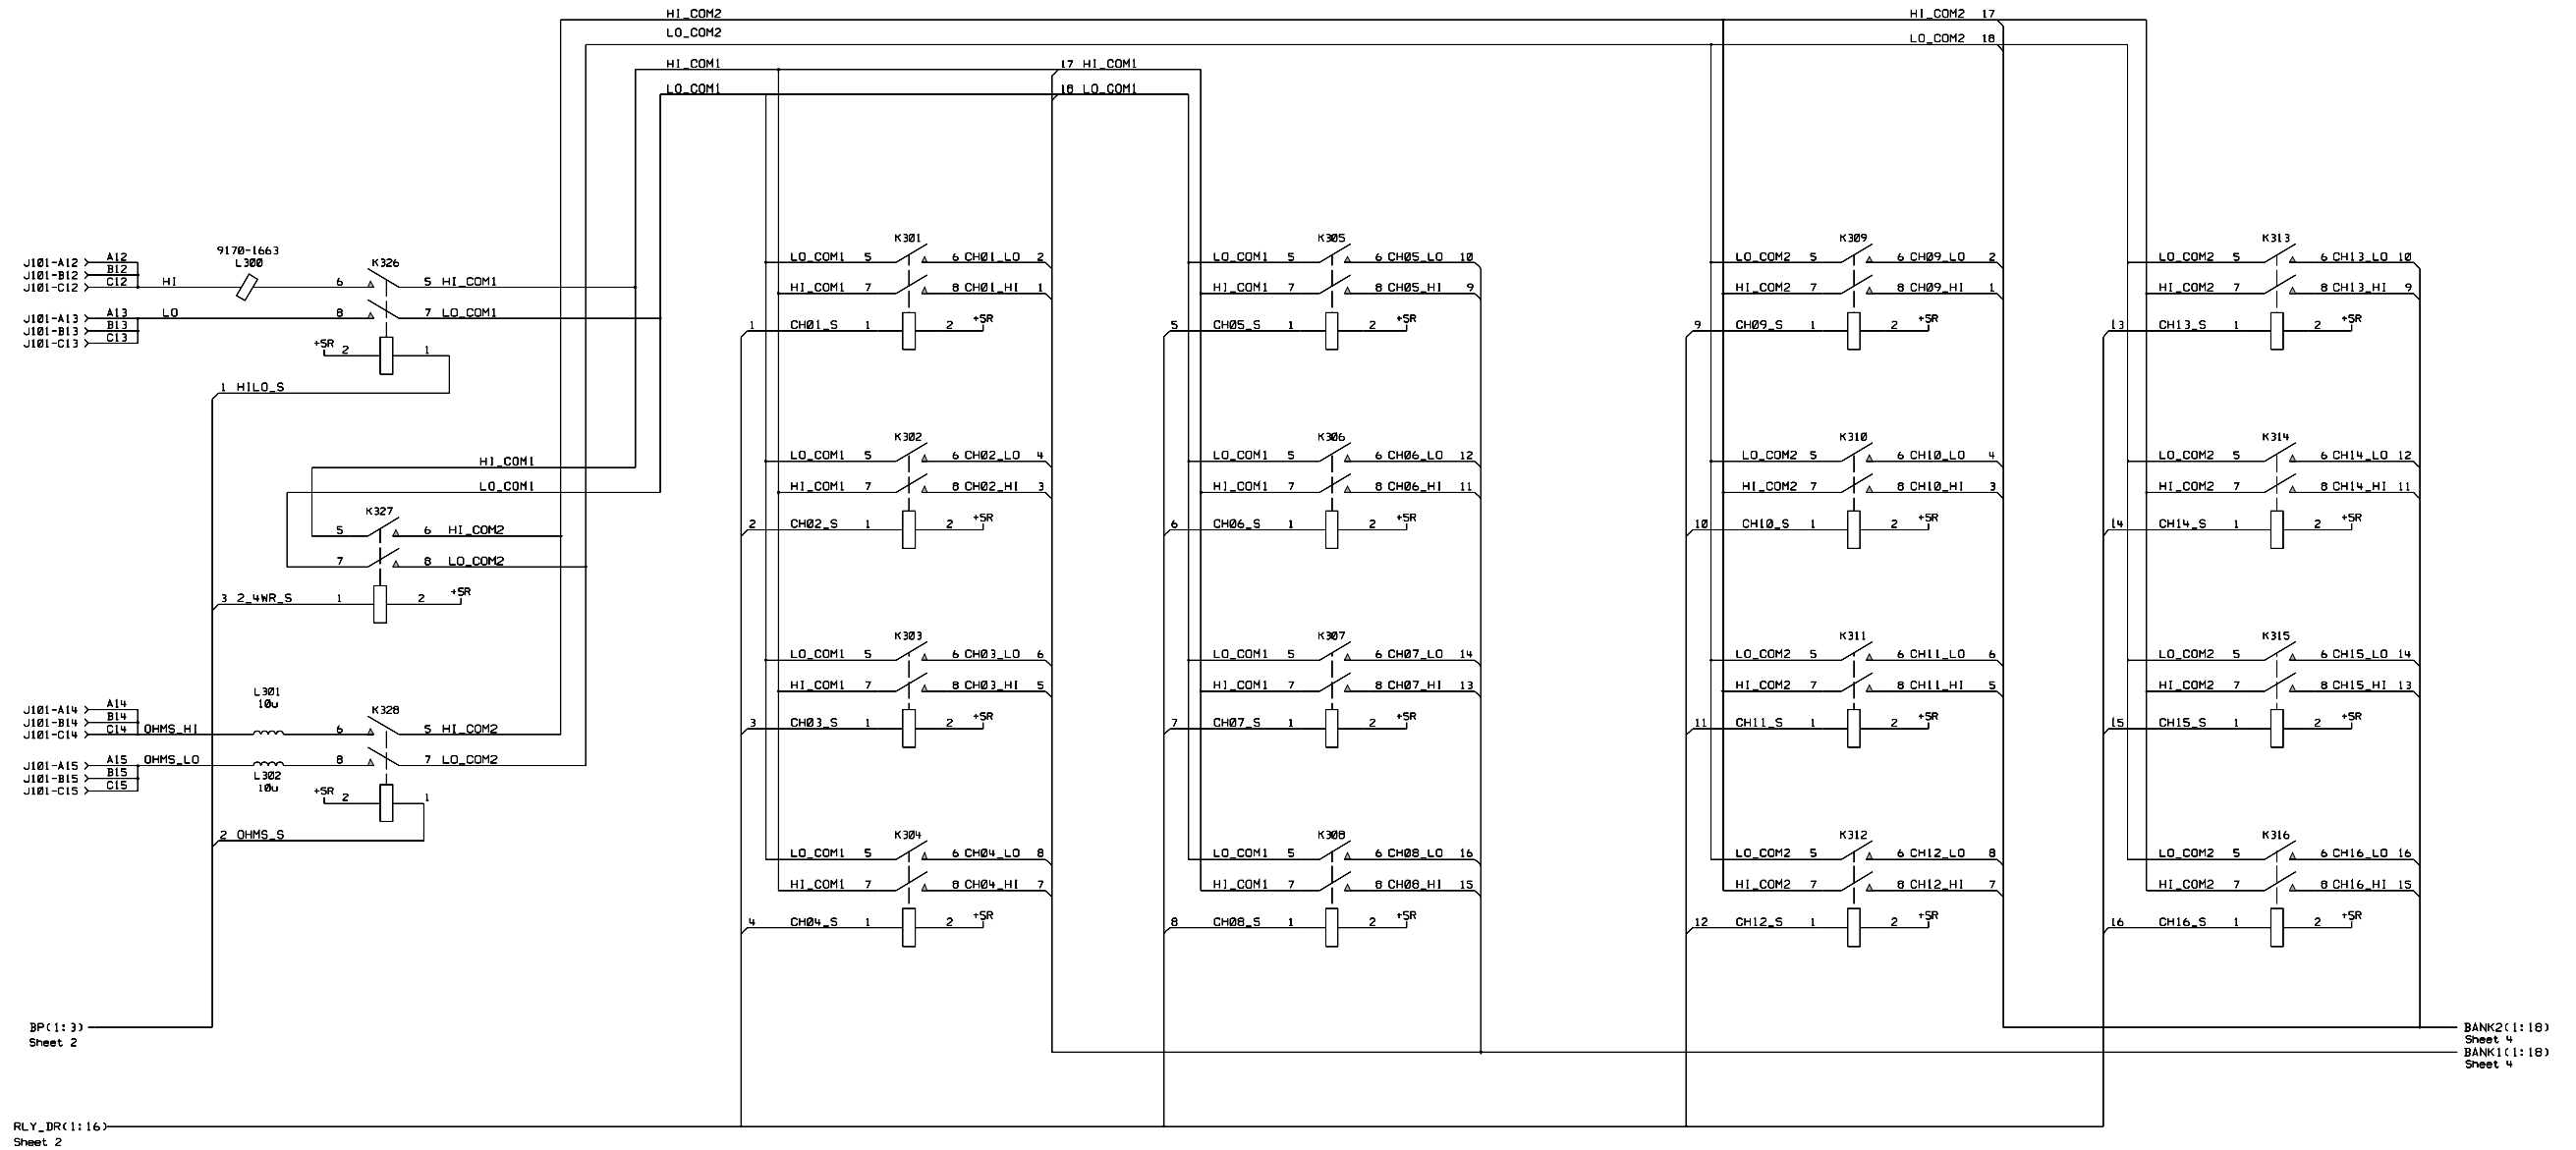 HI_COM2
HI_COM2 17
LO_COM2
LO_COM2 18
HI_COM1
17 HI_COM1
LO_COM1
18 LO_COM1
9170-1663
L300
K326
J101-A12 A12
J101-B12 B12
J101-C12 C12
HI 6 5 HI_COM1
J101-A13 A13
LO 8 7 LO_COM1
J101-B13 B13
J101-C13 C13
+5R 2 1
1 HILO_S
HI_COM1
LO_COM1
K327
5 6 HI_COM2
7 8 LO_COM2
3 2_4WR_S 1 2 +5R
L301
10u
K328
J101-A14 A14
J101-B14 B14
J101-C14 C14
OHMS_HI 6 5 HI_COM2
J101-A15 A15
OHMS_LO 8 7 LO_COM2
J101-B15 B15
J101-C15 C15
L302
10u
+5R 2 1
2 OHMS_S
BP(1:3)
Sheet 2
K301
LO_COM1 5 6 CH01_LO 2
HI_COM1 7 8 CH01_HI 1
1 CH01_S 1 2 +5R
K302
LO_COM1 5 6 CH02_LO 4
HI_COM1 7 8 CH02_HI 3
2 CH02_S 1 2 +5R
K303
LO_COM1 5 6 CH03_LO 6
HI_COM1 7 8 CH03_HI 5
3 CH03_S 1 2 +5R
K304
LO_COM1 5 6 CH04_LO 8
HI_COM1 7 8 CH04_HI 7
4 CH04_S 1 2 +5R
K305
LO_COM1 5 6 CH05_LO 10
HI_COM1 7 8 CH05_HI 9
5 CH05_S 1 2 +5R
K306
LO_COM1 5 6 CH06_LO 12
HI_COM1 7 8 CH06_HI 11
6 CH06_S 1 2 +5R
K307
LO_COM1 5 6 CH07_LO 14
HI_COM1 7 8 CH07_HI 13
7 CH07_S 1 2 +5R
K308
LO_COM1 5 6 CH08_LO 16
HI_COM1 7 8 CH08_HI 15
8 CH08_S 1 2 +5R
K309
LO_COM2 5 6 CH09_LO 2
HI_COM2 7 8 CH09_HI 1
9 CH09_S 1 2 +5R
K310
LO_COM2 5 6 CH10_LO 4
HI_COM2 7 8 CH10_HI 3
10 CH10_S 1 2 +5R
K311
LO_COM2 5 6 CH11_LO 6
HI_COM2 7 8 CH11_HI 5
11 CH11_S 1 2 +5R
K312
LO_COM2 5 6 CH12_LO 8
HI_COM2 7 8 CH12_HI 7
12 CH12_S 1 2 +5R
K313
LO_COM2 5 6 CH13_LO 10
HI_COM2 7 8 CH13_HI 9
13 CH13_S 1 2 +5R
K314
LO_COM2 5 6 CH14_LO 12
HI_COM2 7 8 CH14_HI 11
14 CH14_S 1 2 +5R
K315
LO_COM2 5 6 CH15_LO 14
HI_COM2 7 8 CH15_HI 13
15 CH15_S 1 2 +5R
K316
LO_COM2 5 6 CH16_LO 16
HI_COM2 7 8 CH16_HI 15
16 CH16_S 1 2 +5R
BANK2(1:18)
Sheet 4
BANK1(1:18)
Sheet 4
RLY_DR(1:16)
Sheet 2